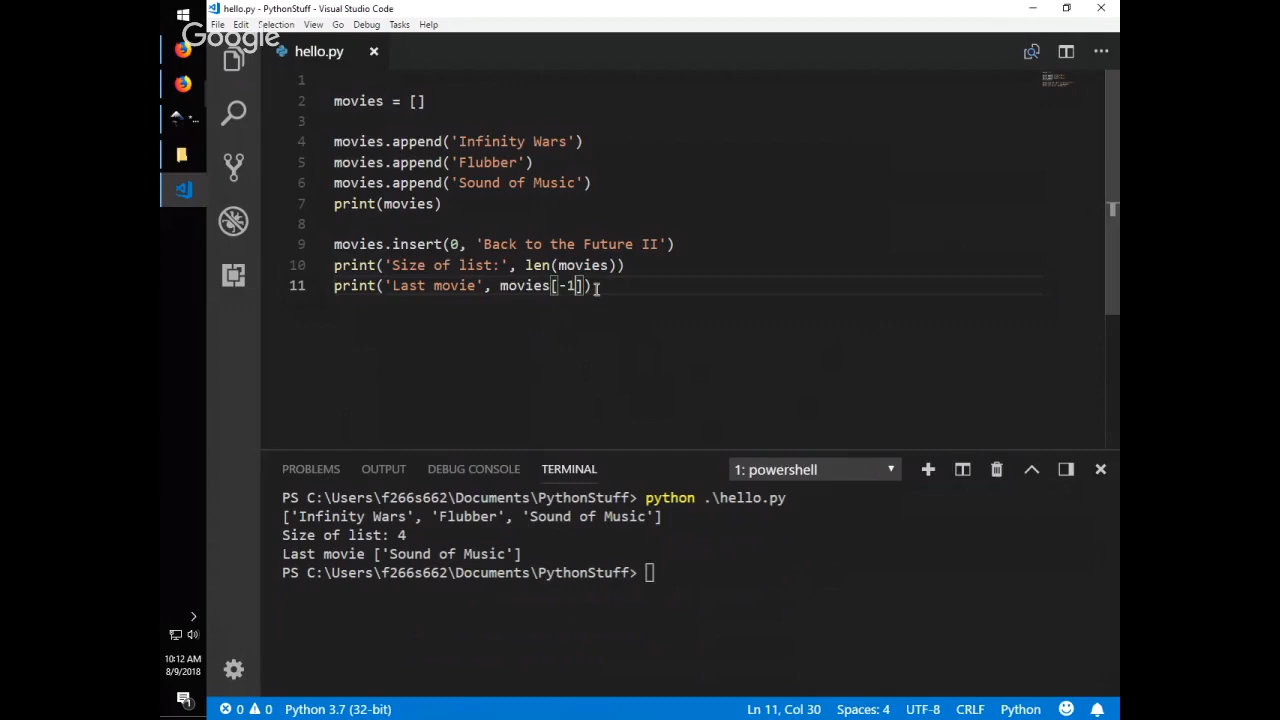 hello.py - PythonStuff - Visual Studio Code
File Edit Selection View Go Debug Tasks Help
Google
hello.py
1
2 movies = []
3
4 movies.append('Infinity Wars')
5 movies.append('Flubber')
6 movies.append('Sound of Music')
7 print(movies)
8
9 movies.insert(0, 'Back to the Future II')
10 print('Size of list:', len(movies))
11 print('Last movie', movies[-1])
PROBLEMS OUTPUT DEBUG CONSOLE TERMINAL 1: powershell
PS C:\Users\f266s662\Documents\PythonStuff> python .\hello.py
['Infinity Wars', 'Flubber', 'Sound of Music']
Size of list: 4
Last movie ['Sound of Music']
PS C:\Users\f266s662\Documents\PythonStuff>
10:12 AM
8/9/2018
1
0 0 Python 3.7 (32-bit) Ln 11, Col 30 Spaces: 4 UTF-8 CRLF Python